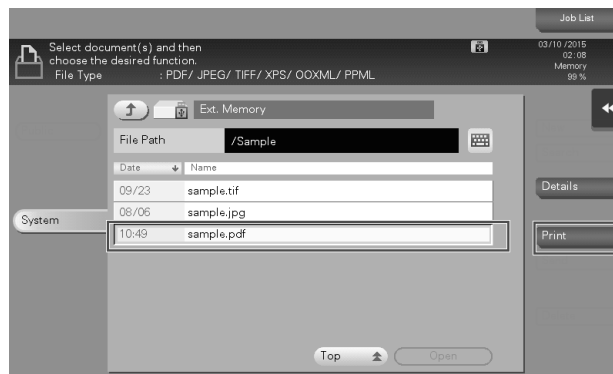 Job List
Select document(s) and then
choose the desired function.
File Type : PDF/ JPEG/ TIFF/ XPS/ OOXML/ PPML
03/10 /2015
02:08
Memory
99 %
Ext. Memory
File Path /Sample
Date Name
09/23 sample.tif
08/06 sample.jpg
10:49 sample.pdf
System
Details
Print
Top Open